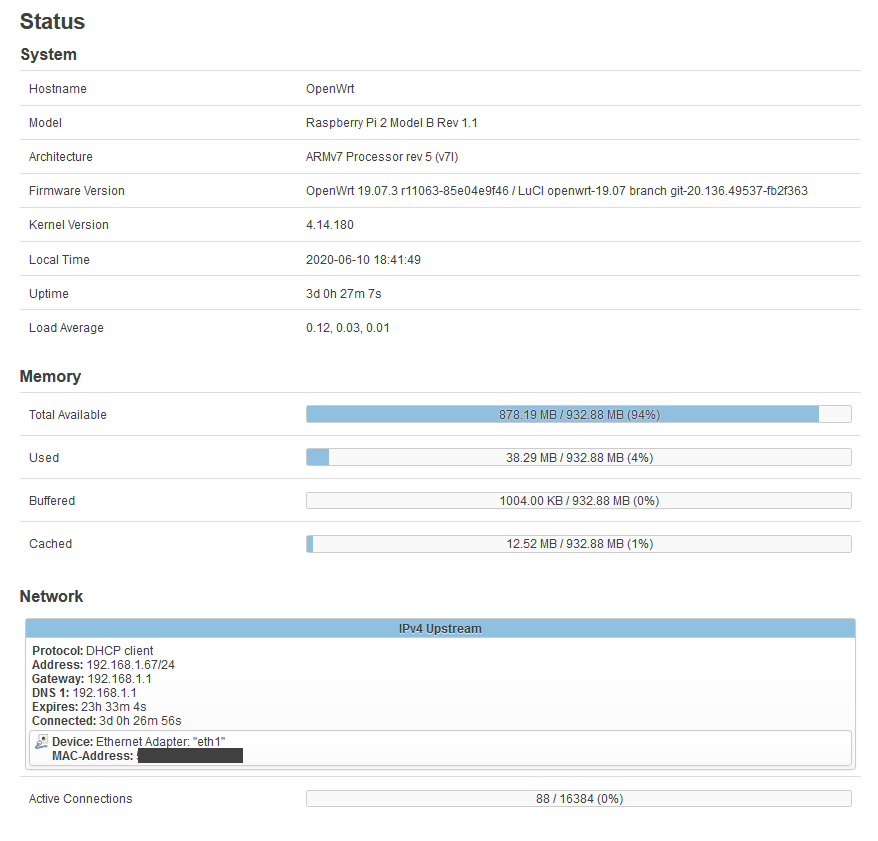 Status
System
Hostname OpenWrt
Model Raspberry Pi 2 Model B Rev 1.1
Architecture ARMv7 Processor rev 5 (v7l)
Firmware Version OpenWrt 19.07.3 r11063-85e04e9f46 / LuCI openwrt-19.07 branch git-20.136.49537-fb2f363
Kernel Version 4.14.180
Local Time 2020-06-10 18:41:49
Uptime 3d 0h 27m 7s
Load Average 0.12, 0.03, 0.01
Memory
Total Available 878.19 MB / 932.88 MB (94%)
Used 38.29 MB / 932.88 MB (4%)
Buffered 1004.00 KB / 932.88 MB (0%)
Cached 12.52 MB / 932.88 MB (1%)
Network
IPv4 Upstream
Protocol: DHCP client
Address: 192.168.1.67/24
Gateway: 192.168.1.1
DNS 1: 192.168.1.1
Expires: 23h 33m 4s
Connected: 3d 0h 26m 56s
Device: Ethernet Adapter: "eth1"
MAC-Address:
Active Connections 88 / 16384 (0%)